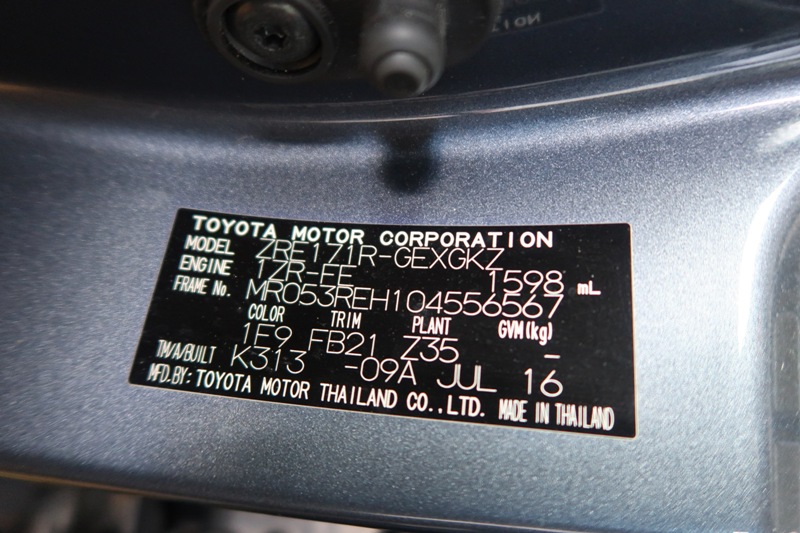 TOYOTA MOTOR CORPORATION
MODEL ZRE171R-GEXGKZ
ENGINE 1ZR-FE 1598 mL
FRAME No. MR053REH104556567
COLOR TRIM PLANT GVM(kg)
1F9 FB21 Z35 -
TM/A/BUILT K313 -09A JUL 16
MFD.BY: TOYOTA MOTOR THAILAND CO.,LTD. MADE IN THAILAND